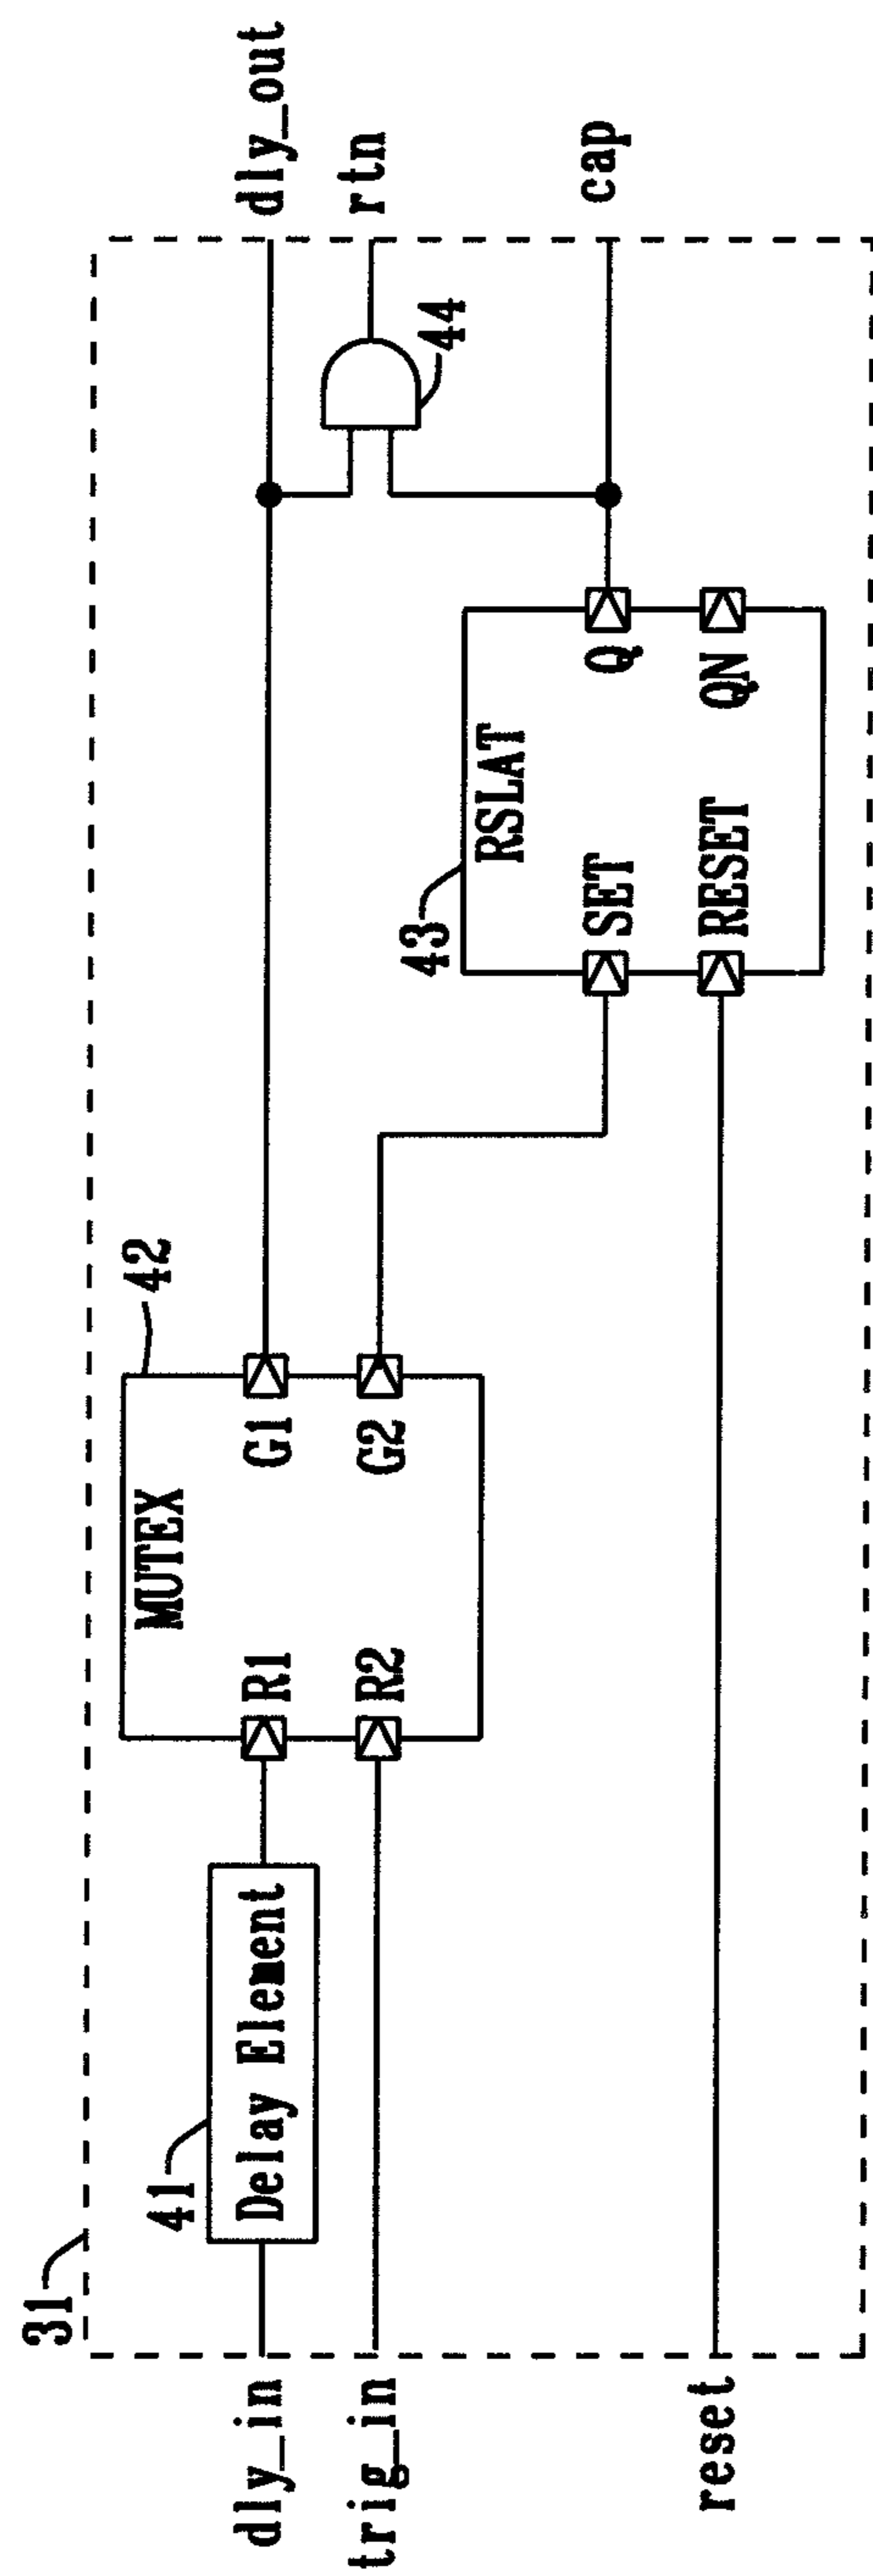 31
dly_in
trig_in
reset
41
Delay Element
MUTEX
42
R1
R2
G1
G2
43
RSLAT
SET
RESET
Q
QN
44
dly_out
rtn
cap